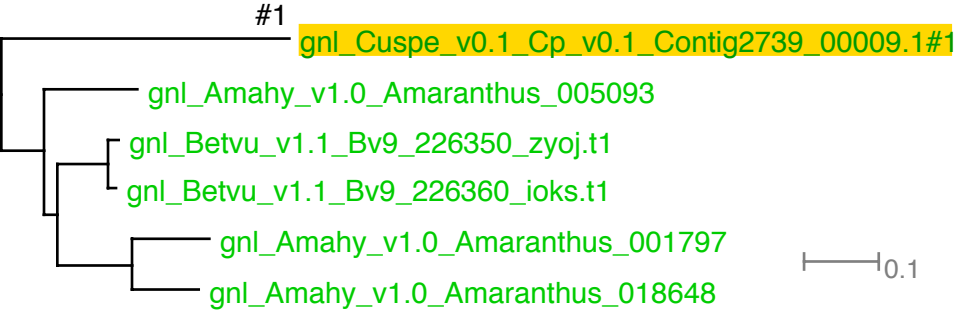 #1
gnl_Cuspe_v0.1_Cp_v0.1_Contig2739_00009.1#1
gnl_Amahy_v1.0_Amaranthus_005093
gnl_Betvu_v1.1_Bv9_226350_zyoj.t1
gnl_Betvu_v1.1_Bv9_226360_ioks.t1
gnl_Amahy_v1.0_Amaranthus_001797
0.1
gnl_Amahy_v1.0_Amaranthus_018648